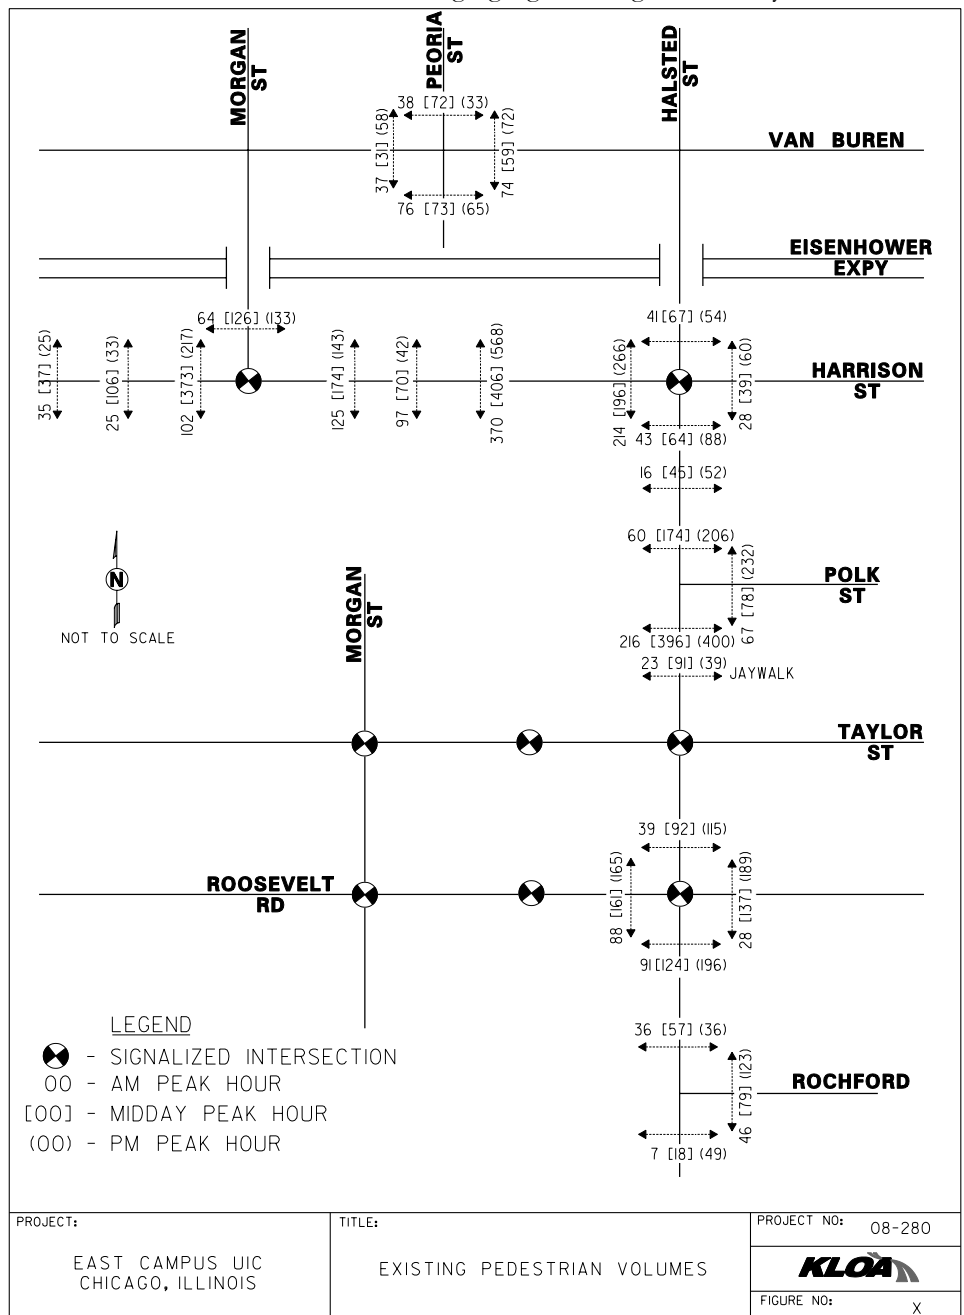 MORGAN ST
PEORIA ST
HALSTED ST
38 [72] (33)
37 [31] (58)
74 [59] (72)
76 [73] (65)
VAN BUREN
EISENHOWER
EXPY
64 [126] (133)
41 [67] (54)
35 [137] (25)
25 [106] (33)
102 [373] (217)
125 [174] (143)
97 [70] (42)
370 [406] (568)
214 [196] (266)
28 [39] (60)
HARRISON
ST
43 [64] (88)
16 [45] (52)
60 [174] (206)
67 [78] (232)
POLK
ST
N
NOT TO SCALE
MORGAN ST
216 [396] (400)
23 [91] (39)
JAYWALK
TAYLOR
ST
39 [92] (115)
88 [161] (165)
28 [137] (189)
ROOSEVELT
RD
91 [124] (196)
36 [57] (36)
46 [79] (123)
ROCHFORD
7 [18] (49)
LEGEND
- SIGNALIZED INTERSECTION
00 - AM PEAK HOUR
[00] - MIDDAY PEAK HOUR
(00) - PM PEAK HOUR
PROJECT:
EAST CAMPUS UIC
CHICAGO, ILLINOIS
TITLE:
EXISTING PEDESTRIAN VOLUMES
PROJECT NO: 08-280
KLOA
FIGURE NO: X